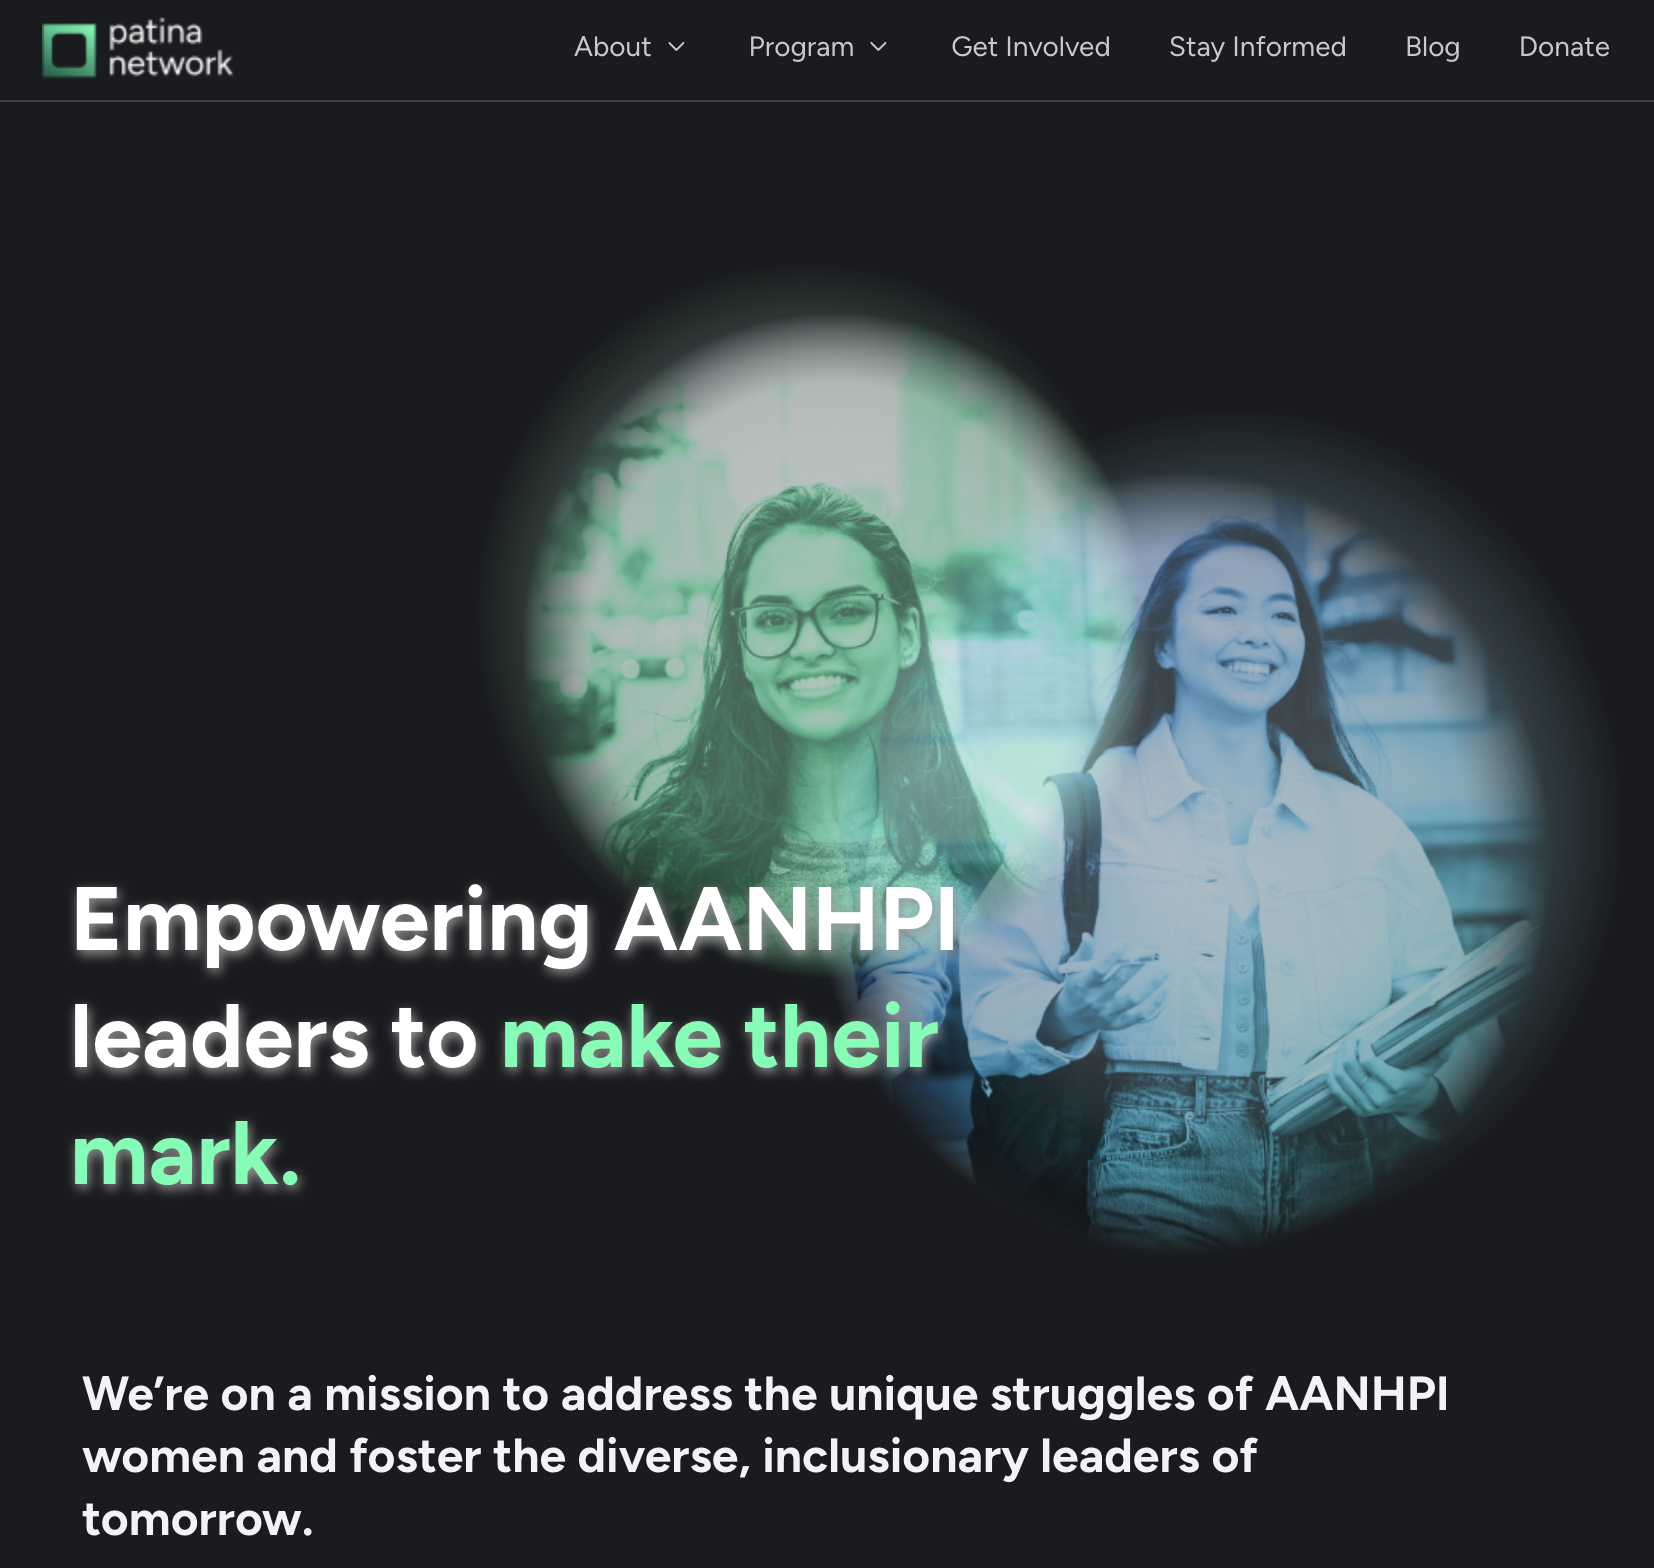 patina
network
About
Program
Get Involved
Stay Informed
Blog
Donate
Empowering AANHPI
leaders to make their
mark.
We’re on a mission to address the unique struggles of AANHPI
women and foster the diverse, inclusionary leaders of
tomorrow.